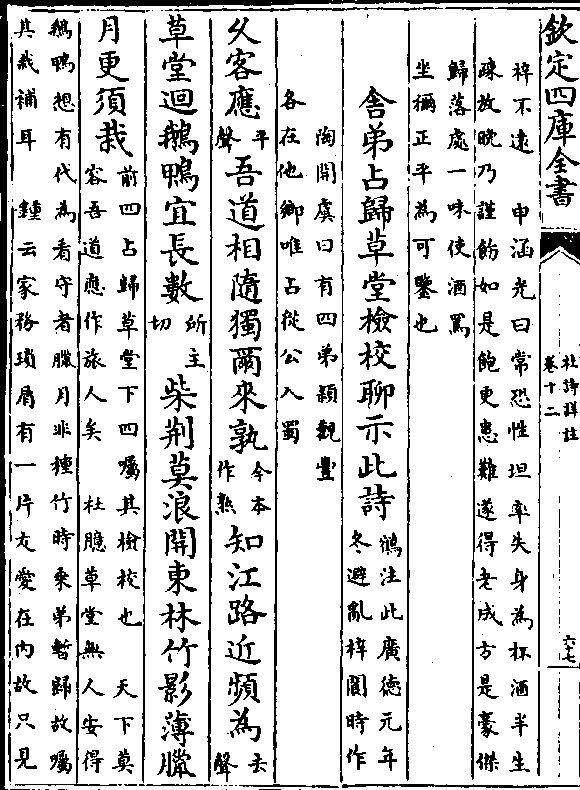 欽定四庫全書
杜詩詳註
卷十二
六十七
梓不遠　申涵光曰常恐性坦率失身為杯酒半生
疎放晚乃謹飭如是飽更患難遂得老成方是豪傑
歸落處一味使酒罵
坐禰正平為可鑒也
舍弟占歸草堂檢校聊示此詩
鶴注此廣德元年
冬避亂梓閬時作
陶開虞曰有四弟穎觀豐
各在他鄉唯占從公入蜀
久客應平聲吾道相隨獨爾來孰今本作熟知江路近頻為去聲
草堂迴鵝鴨宜長數所主切柴荆莫浪開東林竹影薄臘
月更須栽
前四占歸草堂下四囑其檢校也　天下莫
容吾道應作旅人矣　杜臆草堂無人安得
鵝鴨想有代為看守者臘月非種竹時乘弟暫歸故囑
其栽補耳　鍾云家務瑣屑有一片友愛在內故只見